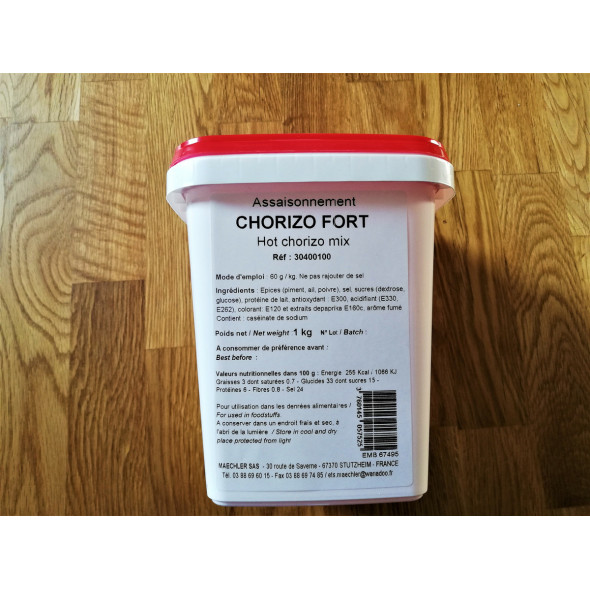 Assaisonnement
CHORIZO FORT
Hot chorizo mix
Réf : 30400100
Mode d'emploi : 60 g / kg. Ne pas rajouter de sel
Ingrédients : Epices (piment, ail, poivre), sel, sucres (dextrose,
glucose), protéine de lait, antioxydant : E300, acidifiant (E330,
E262), colorant: E120 et extraits depaprika E160c, arôme fumé
Contient : caséinate de sodium
Poids net / Net weight : 1 kg N° Lot / Batch :
A consommer de préférence avant :
Best before :
Valeurs nutritionnelles dans 100 g : Energie 255 Kcal / 1066 KJ
Graisses 3 dont saturées 0.7 - Glucides 33 dont sucres 15 -
Protéines 6 - Fibres 0.8 - Sel 24
Pour utilisation dans les denrées alimentaires /
For used in foodstuffs.
A conserver dans un endroit frais et sec, à
l'abri de la lumière / Store in cool and dry
place protected from light
3 760145 057525
EMB 67495
MAECHLER SAS - 30 route de Saverne - 67370 STUTZHEIM - FRANCE
Tél. 03 88 69 60 15 - Fax 03 88 69 74 85 / ets.maechler@wanadoo.fr